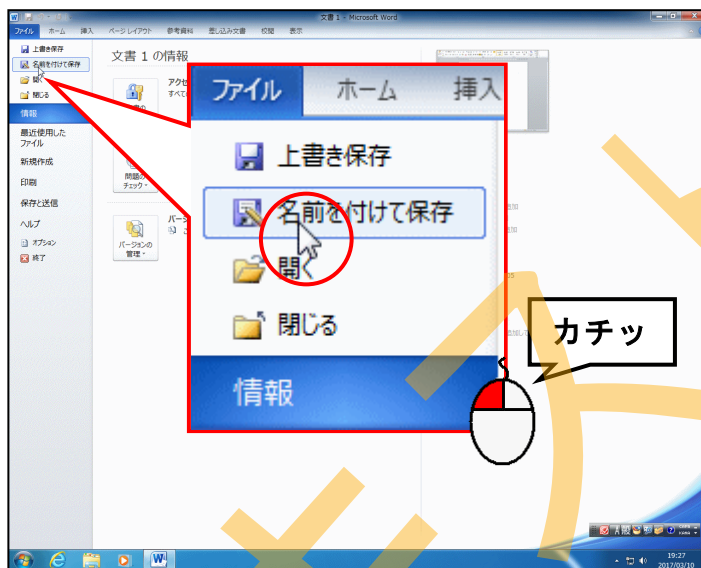 文書 1 - Microsoft Word
ファイル ホーム 挿入 ページ レイアウト 参考資料 差し込み文書 校閲 表示
上書き保存
名前を付けて保存
開く
閉じる
情報
最近使用した
ファイル
新規作成
印刷
保存と送信
ヘルプ
オプション
終了
文書 1 の情報
問題の
チェック
バージョンの
管理
ファイル ホーム 挿入
上書き保存
名前を付けて保存
開く
閉じる
情報
カチッ
19:27
2017/03/10